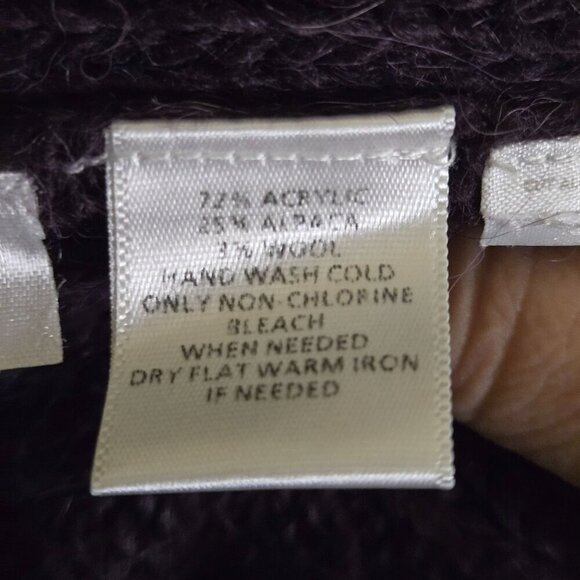 72% ACRYLIC
25% ALPACA
3% WOOL
HAND WASH COLD
ONLY NON-CHLORINE
BLEACH
WHEN NEEDED
DRY FLAT WARM IRON
IF NEEDED